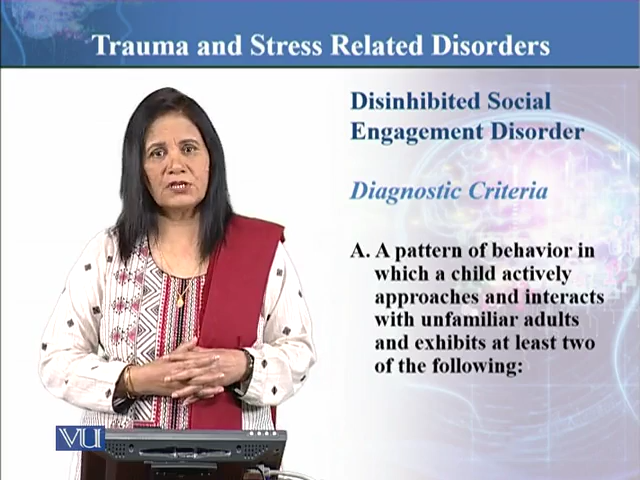 Trauma and Stress Related Disorders
Disinhibited Social
Engagement Disorder
Diagnostic Criteria
A. A pattern of behavior in
which a child actively
approaches and interacts
with unfamiliar adults
and exhibits at least two
of the following:
VU